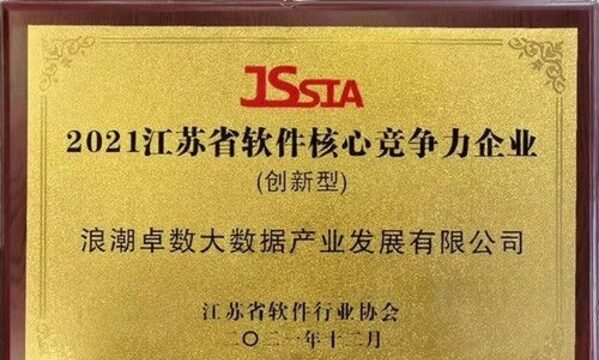 JSSIA
2021江苏省软件核心竞争力企业
(创新型)
浪潮卓数大数据产业发展有限公司
江苏省软件行业协会
二〇二一年十二月